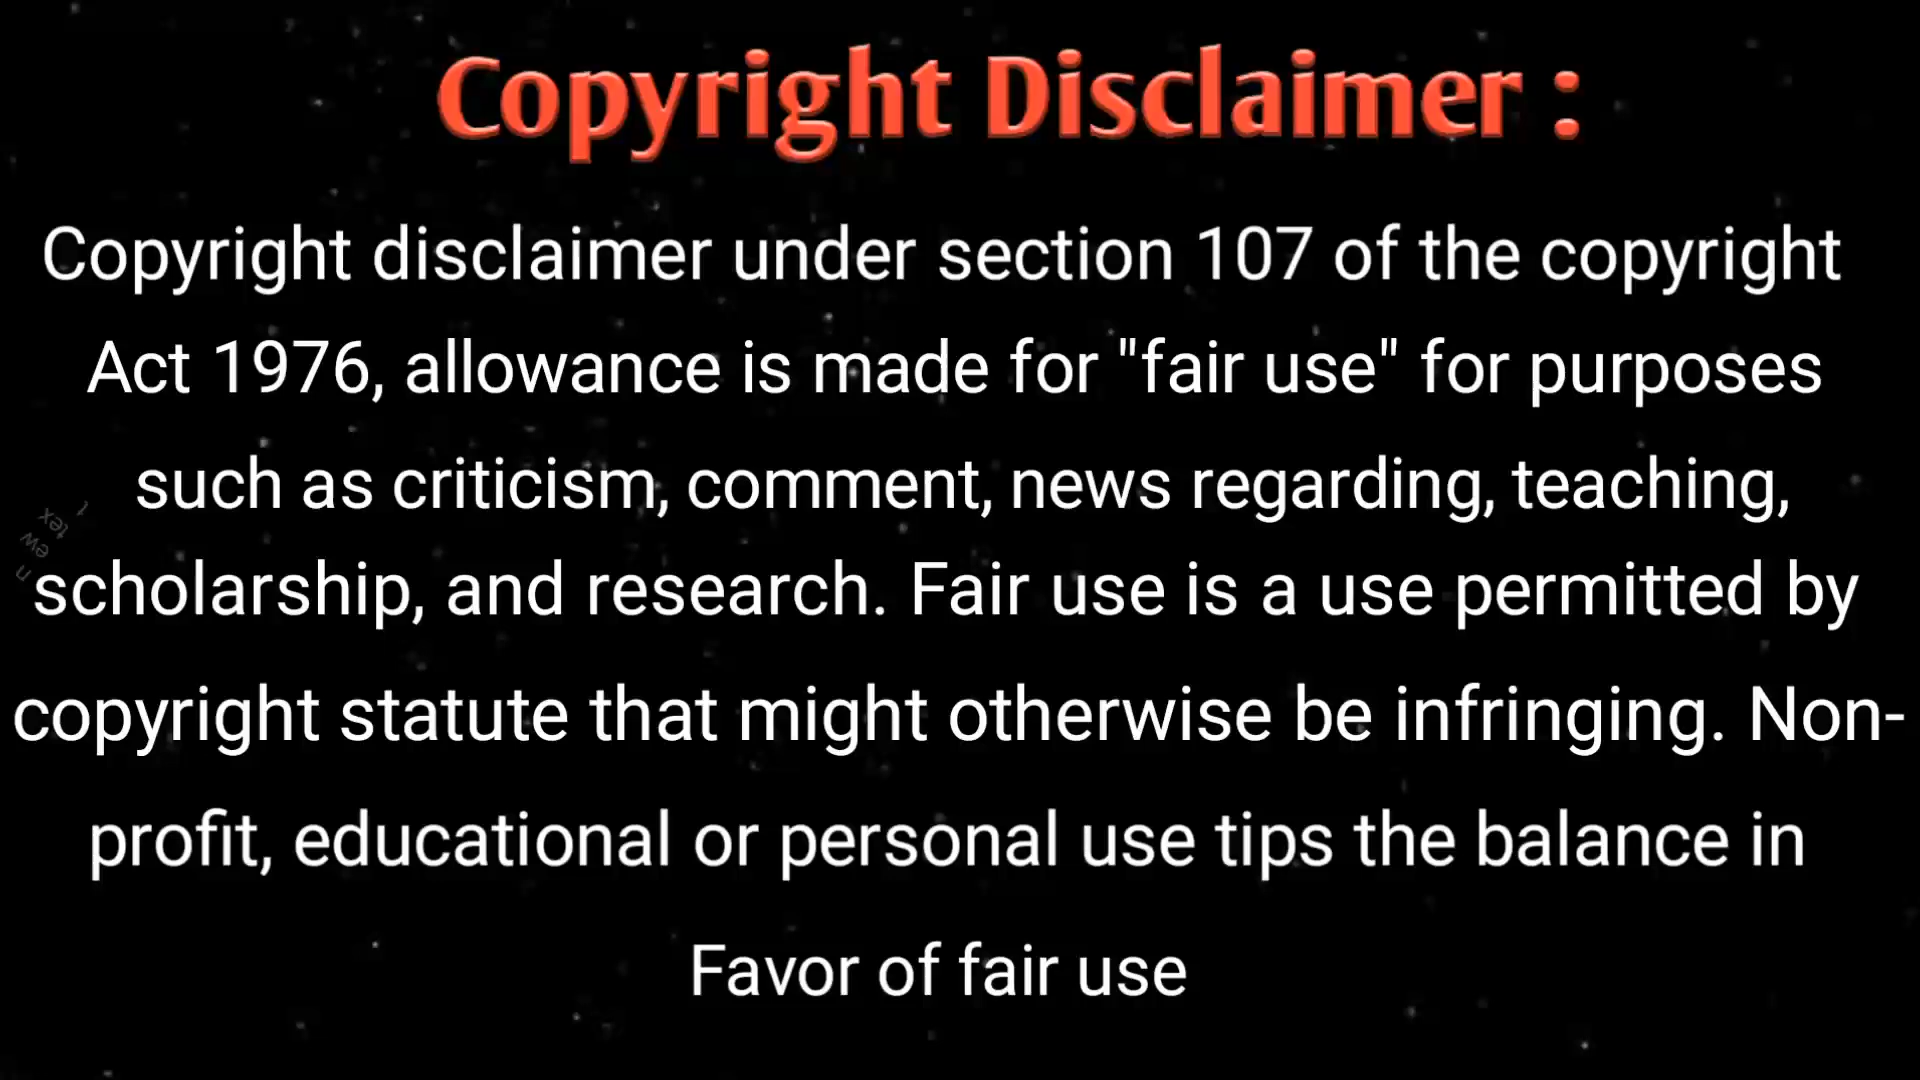 Copyright Disclaimer :
Copyright disclaimer under section 107 of the copyright
Act 1976, allowance is made for "fair use" for purposes
such as criticism, comment, news regarding, teaching,
scholarship, and research. Fair use is a use permitted by
copyright statute that might otherwise be infringing. Non-
profit, educational or personal use tips the balance in
Favor of fair use
new text